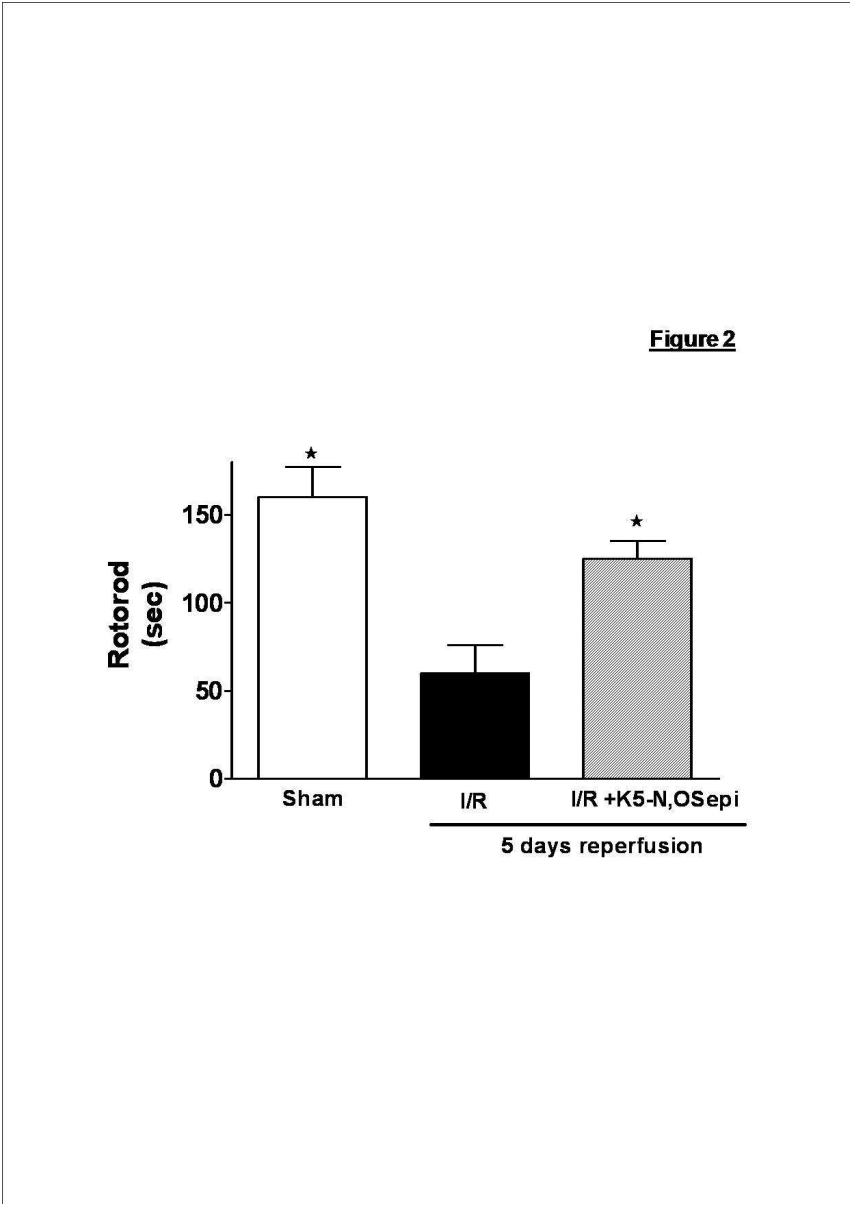 Figure 2
★
★
150
100
50
0
Rotorod
(sec)
Sham
I/R
I/R +K5-N,OSepi
5 days reperfusion